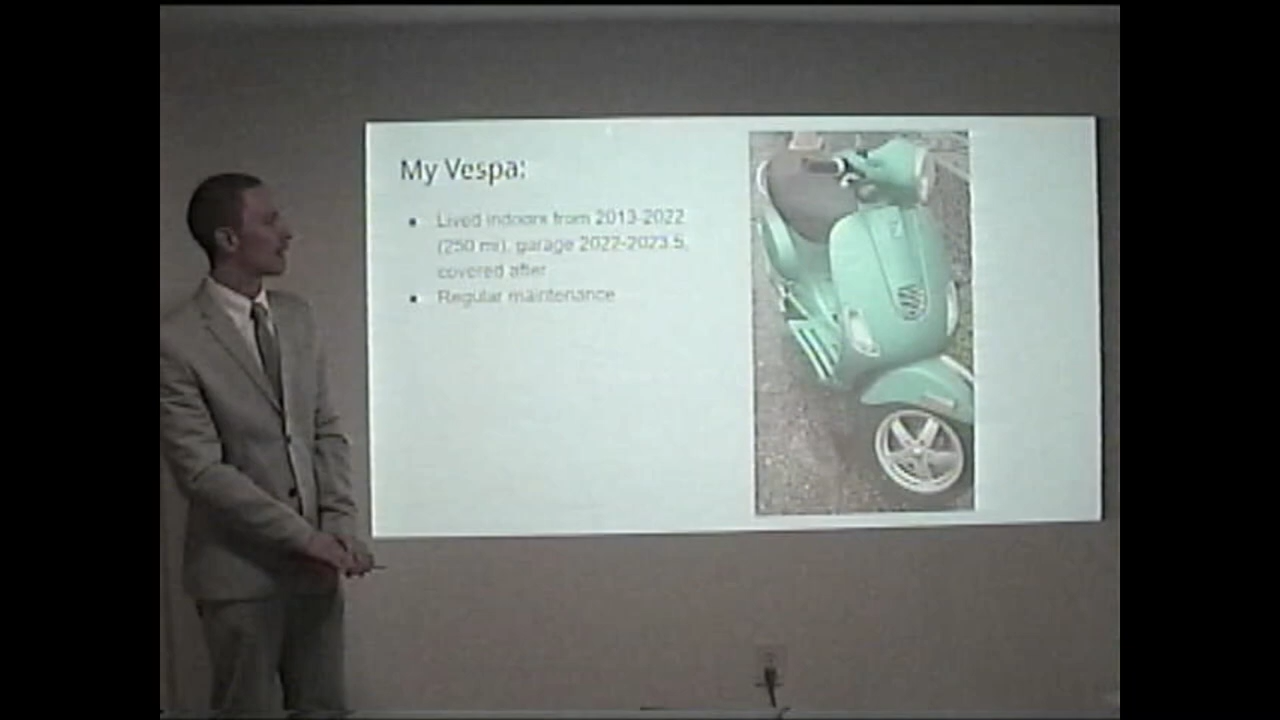 My Vespa:
• Lived indoors from 2013-2022
(250 mi), garage 2022-2023.5,
covered after
• Regular maintenance